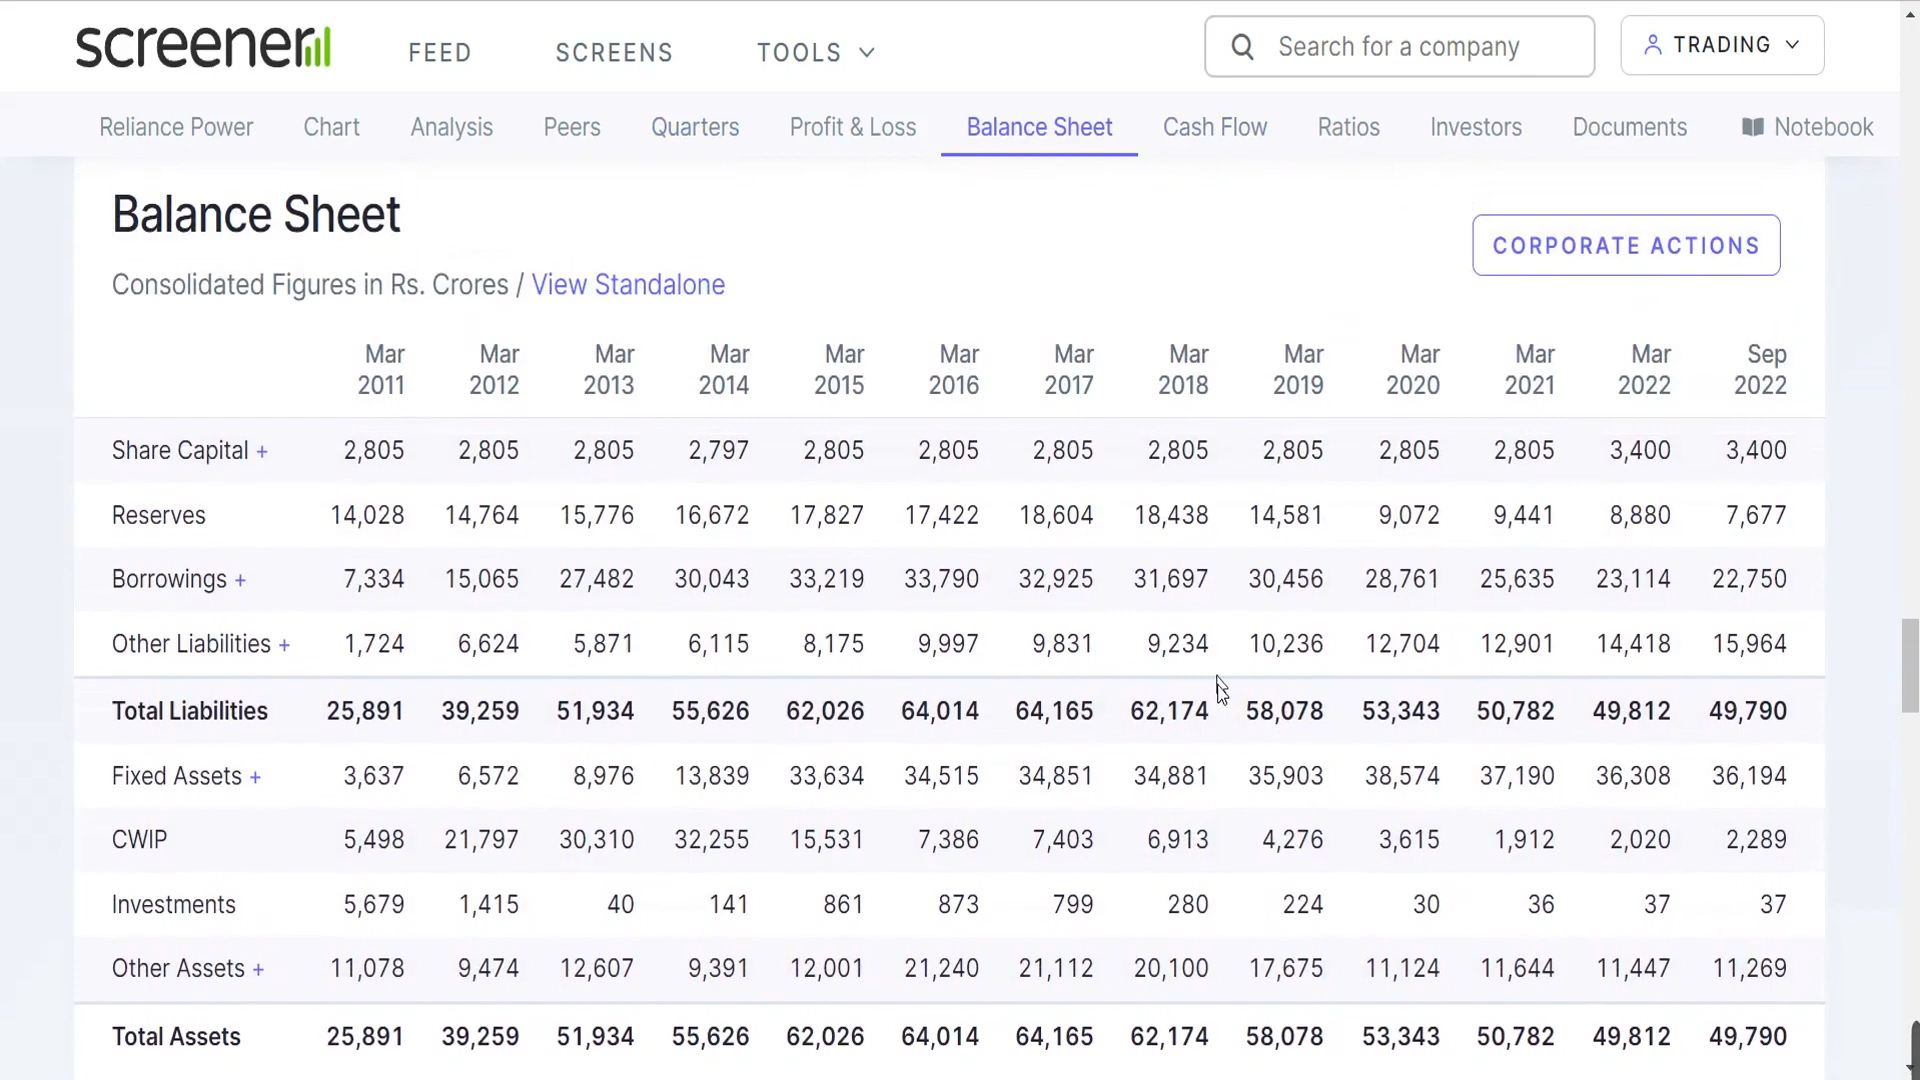 screener FEED SCREENS TOOLS Search for a company TRADING
Reliance Power Chart Analysis Peers Quarters Profit & Loss Balance Sheet Cash Flow Ratios Investors Documents Notebook
Balance Sheet
CORPORATE ACTIONS
Consolidated Figures in Rs. Crores / View Standalone
Mar Mar Mar Mar Mar Mar Mar Mar Mar Mar Mar Mar Sep
2011 2012 2013 2014 2015 2016 2017 2018 2019 2020 2021 2022 2022
Share Capital + 2,805 2,805 2,805 2,797 2,805 2,805 2,805 2,805 2,805 2,805 2,805 3,400 3,400
Reserves 14,028 14,764 15,776 16,672 17,827 17,422 18,604 18,438 14,581 9,072 9,441 8,880 7,677
Borrowings + 7,334 15,065 27,482 30,043 33,219 33,790 32,925 31,697 30,456 28,761 25,635 23,114 22,750
Other Liabilities + 1,724 6,624 5,871 6,115 8,175 9,997 9,831 9,234 10,236 12,704 12,901 14,418 15,964
Total Liabilities 25,891 39,259 51,934 55,626 62,026 64,014 64,165 62,174 58,078 53,343 50,782 49,812 49,790
Fixed Assets + 3,637 6,572 8,976 13,839 33,634 34,515 34,851 34,881 35,903 38,574 37,190 36,308 36,194
CWIP 5,498 21,797 30,310 32,255 15,531 7,386 7,403 6,913 4,276 3,615 1,912 2,020 2,289
Investments 5,679 1,415 40 141 861 873 799 280 224 30 36 37 37
Other Assets + 11,078 9,474 12,607 9,391 12,001 21,240 21,112 20,100 17,675 11,124 11,644 11,447 11,269
Total Assets 25,891 39,259 51,934 55,626 62,026 64,014 64,165 62,174 58,078 53,343 50,782 49,812 49,790